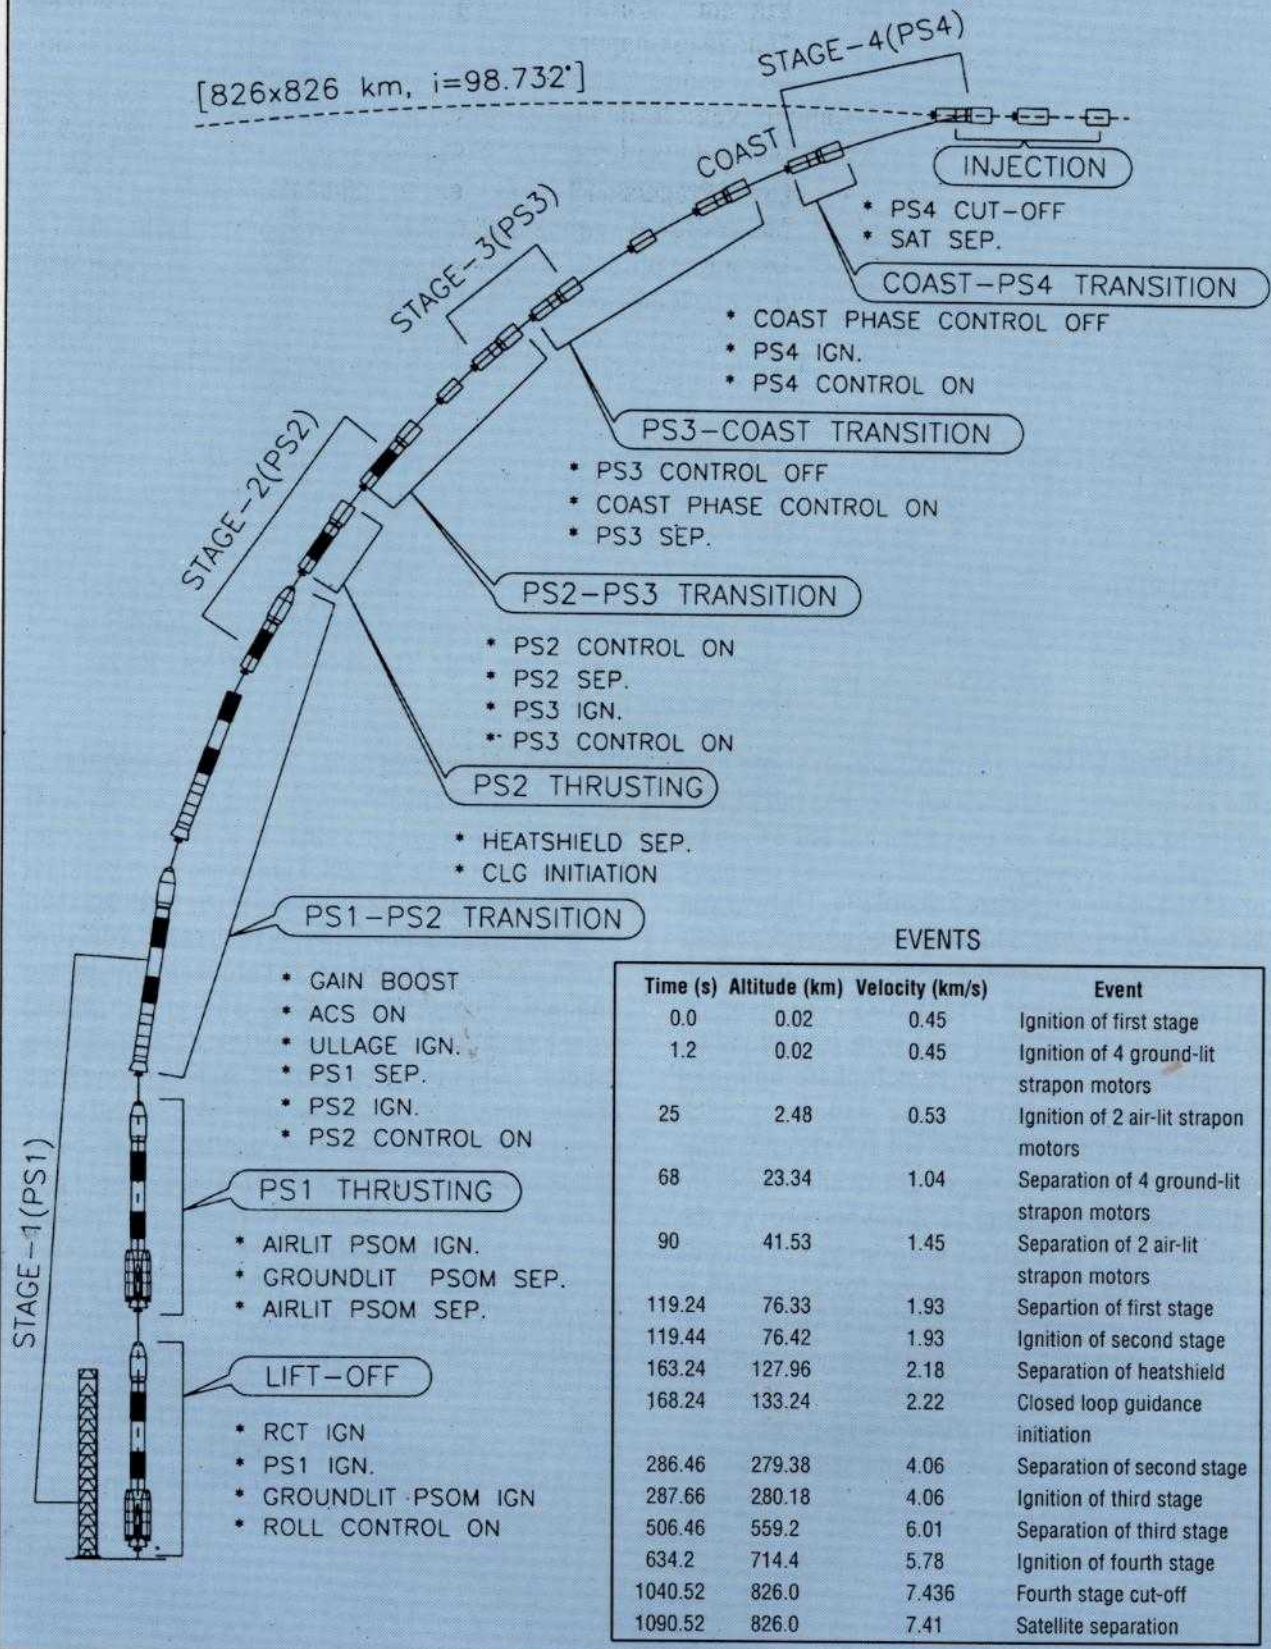 [826x826 km, i=98.732°]
STAGE-4(PS4)
INJECTION
* PS4 CUT-OFF
* SAT SEP.
COAST
COAST-PS4 TRANSITION
* COAST PHASE CONTROL OFF
* PS4 IGN.
* PS4 CONTROL ON
STAGE-3(PS3)
PS3-COAST TRANSITION
* PS3 CONTROL OFF
* COAST PHASE CONTROL ON
* PS3 SEP.
STAGE-2(PS2)
PS2-PS3 TRANSITION
* PS2 CONTROL ON
* PS2 SEP.
* PS3 IGN.
* PS3 CONTROL ON
PS2 THRUSTING
* HEATSHIELD SEP.
* CLG INITIATION
PS1-PS2 TRANSITION
* GAIN BOOST
* ACS ON
* ULLAGE IGN.
* PS1 SEP.
* PS2 IGN.
* PS2 CONTROL ON
STAGE-1(PS1)
PS1 THRUSTING
* AIRLIT PSOM IGN.
* GROUNDLIT PSOM SEP.
* AIRLIT PSOM SEP.
LIFT-OFF
* RCT IGN
* PS1 IGN.
* GROUNDLIT PSOM IGN
* ROLL CONTROL ON
EVENTS
Time (s) Altitude (km) Velocity (km/s) Event
0.0 0.02 0.45 Ignition of first stage
1.2 0.02 0.45 Ignition of 4 ground-lit
strapon motors
25 2.48 0.53 Ignition of 2 air-lit strapon
motors
68 23.34 1.04 Separation of 4 ground-lit
strapon motors
90 41.53 1.45 Separation of 2 air-lit
strapon motors
119.24 76.33 1.93 Separtion of first stage
119.44 76.42 1.93 Ignition of second stage
163.24 127.96 2.18 Separation of heatshield
168.24 133.24 2.22 Closed loop guidance
initiation
286.46 279.38 4.06 Separation of second stage
287.66 280.18 4.06 Ignition of third stage
506.46 559.2 6.01 Separation of third stage
634.2 714.4 5.78 Ignition of fourth stage
1040.52 826.0 7.436 Fourth stage cut-off
1090.52 826.0 7.41 Satellite separation